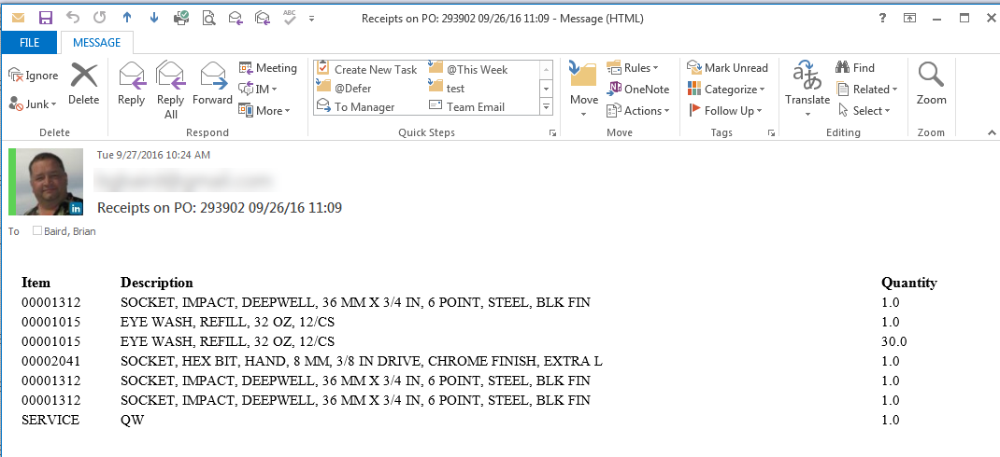 Receipts on PO: 293902 09/26/16 11:09 - Message (HTML)
FILE MESSAGE
Ignore
Junk
Delete
Delete
Reply
Reply All
Forward
Meeting
IM
More
Respond
Create New Task
@Defer
To Manager
@This Week
test
Team Email
Quick Steps
Move
Rules
OneNote
Actions
Move
Mark Unread
Categorize
Follow Up
Tags
Translate
Find
Related
Select
Editing
Zoom
Zoom
Tue 9/27/2016 10:24 AM
in
Receipts on PO: 293902 09/26/16 11:09
To Baird, Brian
Item Description Quantity
00001312 SOCKET, IMPACT, DEEPWELL, 36 MM X 3/4 IN, 6 POINT, STEEL, BLK FIN 1.0
00001015 EYE WASH, REFILL, 32 OZ, 12/CS 1.0
00001015 EYE WASH, REFILL, 32 OZ, 12/CS 30.0
00002041 SOCKET, HEX BIT, HAND, 8 MM, 3/8 IN DRIVE, CHROME FINISH, EXTRA L 1.0
00001312 SOCKET, IMPACT, DEEPWELL, 36 MM X 3/4 IN, 6 POINT, STEEL, BLK FIN 1.0
00001312 SOCKET, IMPACT, DEEPWELL, 36 MM X 3/4 IN, 6 POINT, STEEL, BLK FIN 1.0
SERVICE QW 1.0